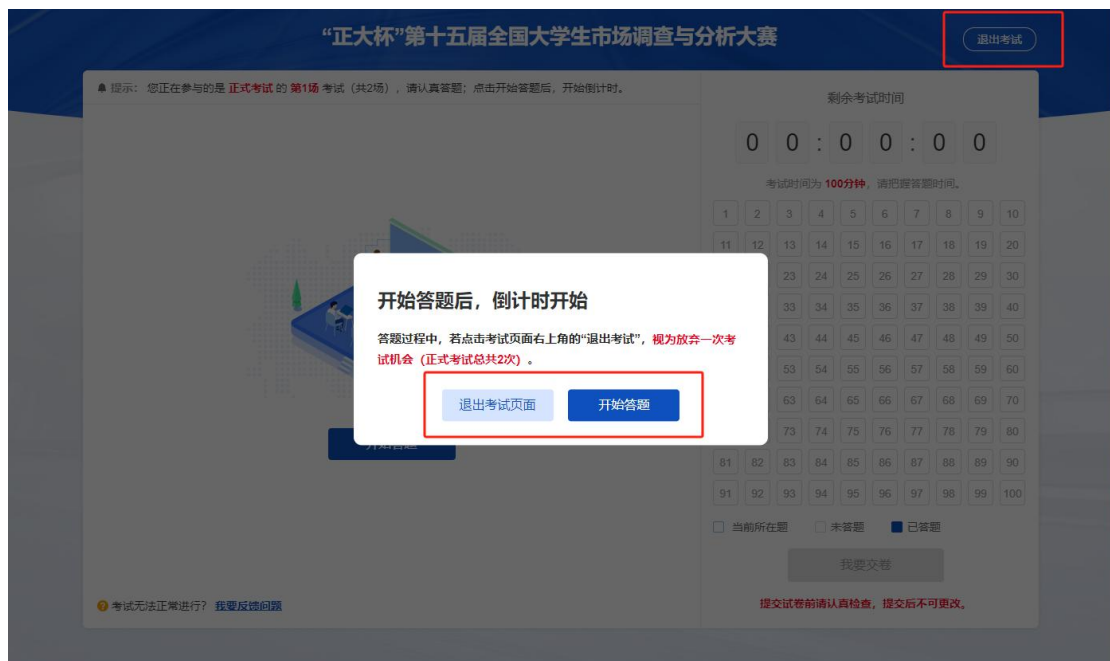 “正大杯”第十五届全国大学生市场调查与分析大赛
退出考试
提示： 您正在参与的是 正式考试 的 第1场 考试（共2场），请认真答题；点击开始答题后，开始倒计时。
剩余考试时间
0 0 : 0 0 : 0 0
考试时间为 100分钟，请把握答题时间。
1 2 3 4 5 6 7 8 9 10
11 12 13 14 15 16 17 18 19 20
23 24 25 26 27 28 29 30
33 34 35 36 37 38 39 40
43 44 45 46 47 48 49 50
53 54 55 56 57 58 59 60
63 64 65 66 67 68 69 70
73 74 75 76 77 78 79 80
81 82 83 84 85 86 87 88 89 90
91 92 93 94 95 96 97 98 99 100
开始答题后，倒计时开始
答题过程中，若点击考试页面右上角的“退出考试”，视为放弃一次考
试机会（正式考试总共2次）。
退出考试页面 开始答题
开始答题
当前所在题 未答题 已答题
我要交卷
考试无法正常进行？ 我要反馈问题
提交试卷前请认真检查，提交后不可更改。